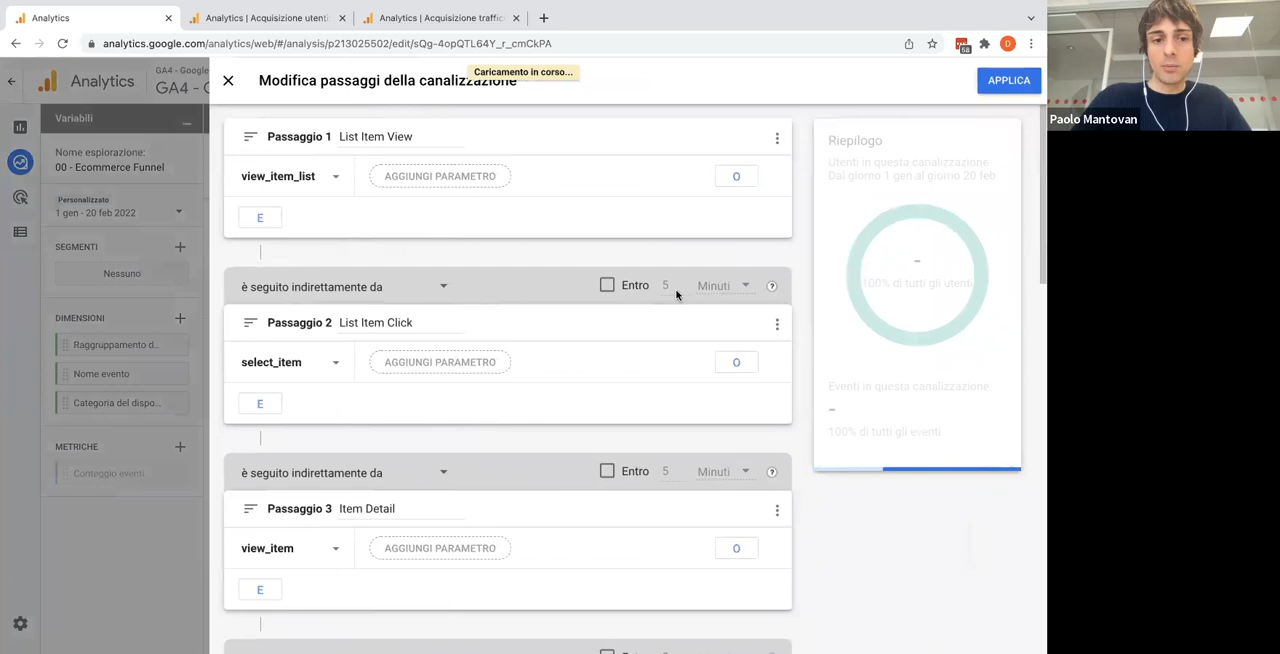 Analytics
Analytics | Acquisizione utenti
Analytics | Acquisizione traffic
analytics.google.com/analytics/web/#/analysis/p213025502/edit/sQg-4opQTL64Y_r_cmCkPA
68
D
Analytics
GA4 - Google
GA4 -
Modifica passaggi della canalizzazione
Caricamento in corso...
APPLICA
Paolo Mantovan
Variabili
Nome esplorazione:
00 - Ecommerce Funnel
Personalizzato
1 gen - 20 feb 2022
SEGMENTI
Nessuno
DIMENSIONI
Raggruppamento d...
Nome evento
Categoria del dispo...
METRICHE
Conteggio eventi
Passaggio 1 List Item View
view_item_list AGGIUNGI PARAMETRO O
E
è seguito indirettamente da Entro 5 Minuti ?
Passaggio 2 List Item Click
select_item AGGIUNGI PARAMETRO O
E
è seguito indirettamente da Entro 5 Minuti ?
Passaggio 3 Item Detail
view_item AGGIUNGI PARAMETRO O
E
Riepilogo
Utenti in questa canalizzazione
Dal giorno 1 gen al giorno 20 feb
-
100% di tutti gli utenti
Eventi in questa canalizzazione
-
100% di tutti gli eventi